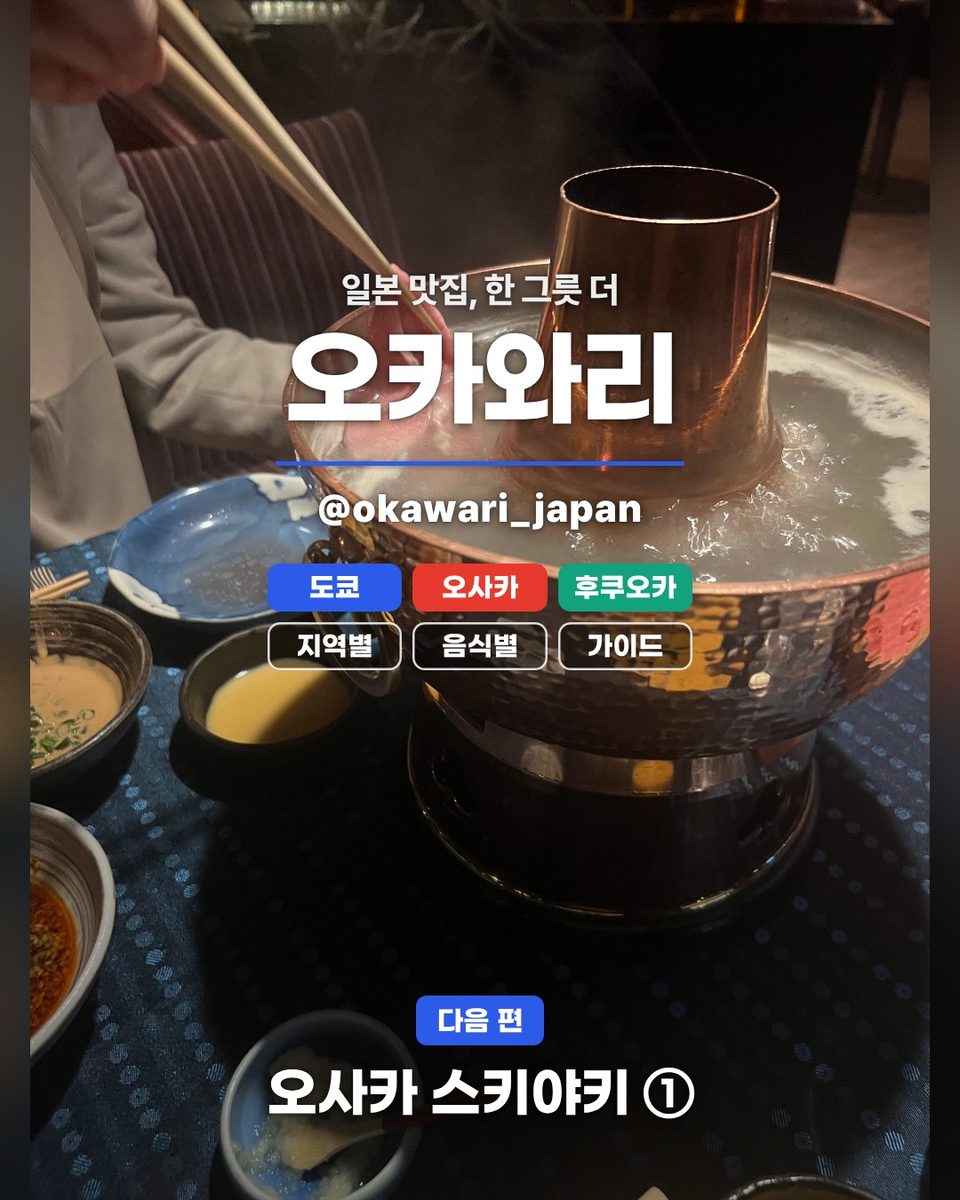 일본 맛집, 한 그릇 더
오카와리
@okawari_japan
도쿄 오사카 후쿠오카
지역별 음식별 가이드
다음 편
오사카 스키야키 ①